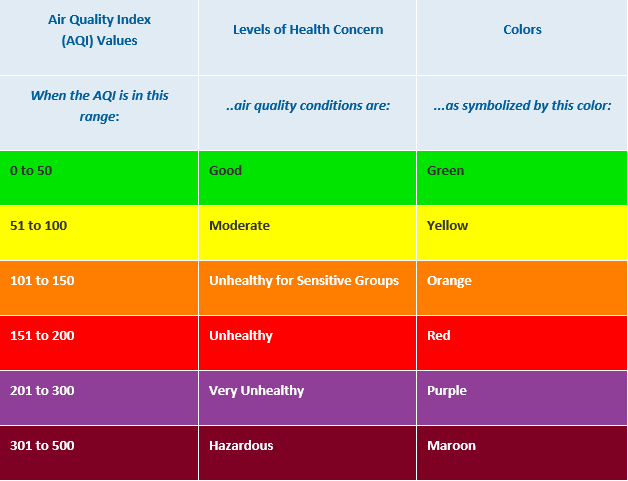 Air Quality Index
(AQI) Values
Levels of Health Concern
Colors
When the AQI is in this
range:
..air quality conditions are:
...as symbolized by this color:
0 to 50
Good
Green
51 to 100
Moderate
Yellow
101 to 150
Unhealthy for Sensitive Groups
Orange
151 to 200
Unhealthy
Red
201 to 300
Very Unhealthy
Purple
301 to 500
Hazardous
Maroon